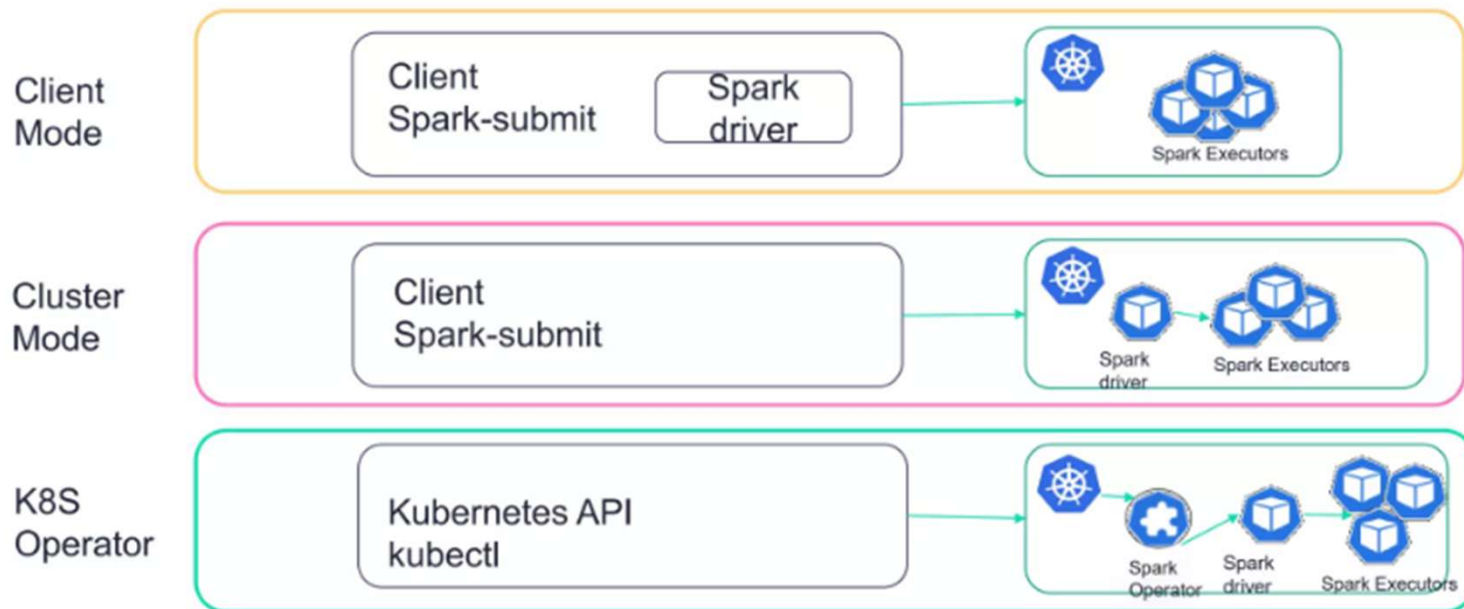 Client
Mode
Client
Spark-submit
Spark
driver
Spark Executors
Cluster
Mode
Client
Spark-submit
Spark
driver
Spark Executors
K8S
Operator
Kubernetes API
kubectl
Spark
Operator
Spark
driver
Spark Executors